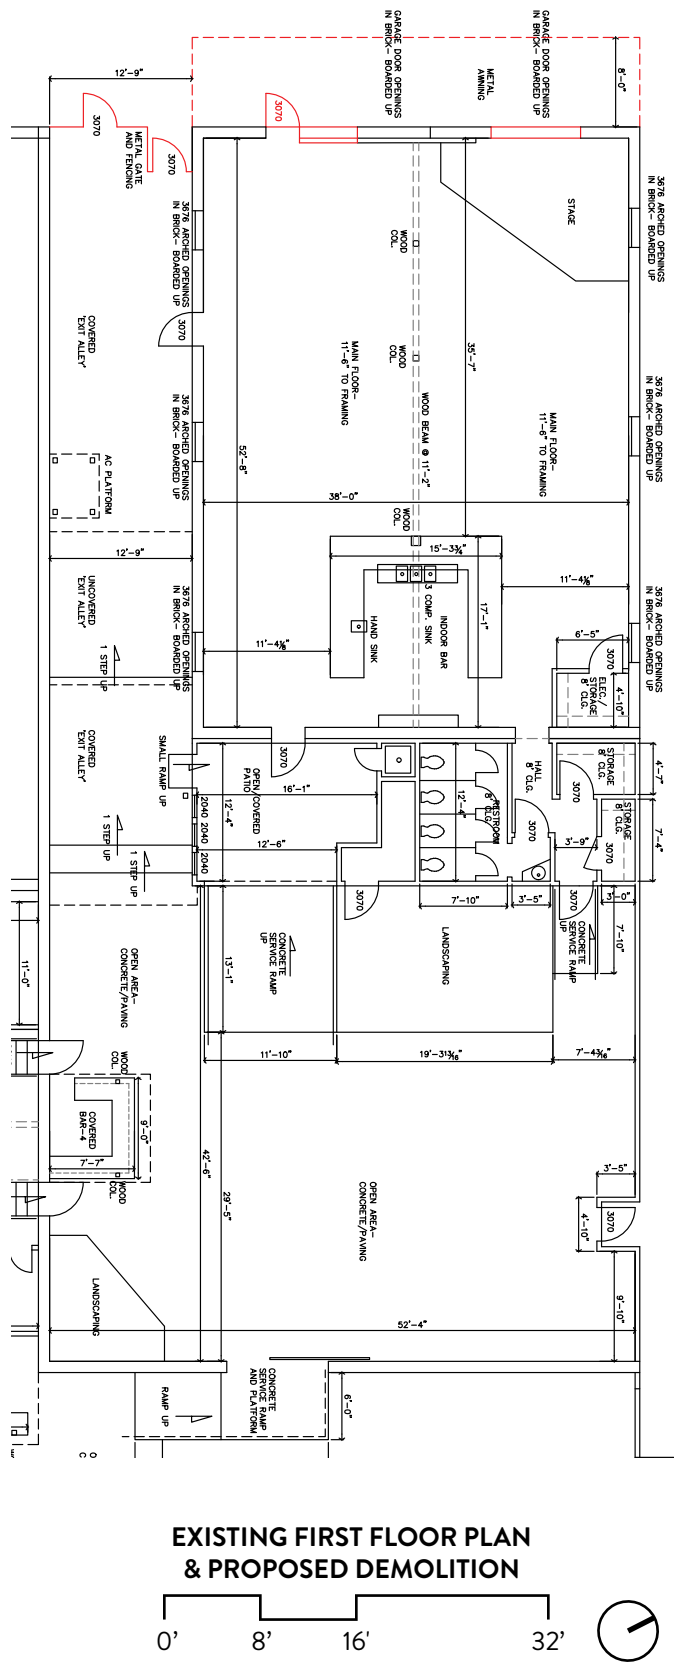 GARAGE DOOR OPENINGS
IN BRICK- BOARDED UP
GARAGE DOOR OPENINGS
IN BRICK- BOARDED UP
METAL
AWNING
8'-0"
12'-9"
3070
3070
3070
METAL GATE
AND FENCING
3676 ARCHED OPENINGS
IN BRICK- BOARDED UP
3676 ARCHED OPENINGS
IN BRICK- BOARDED UP
STAGE
WOOD
COL.
3070
COVERED
'EXIT ALLEY'
WOOD
COL.
35'-7"
MAIN FLOOR-
11'-6" TO FRAMING
WOOD BEAM @ 11'-2"
MAIN FLOOR-
11'-6" TO FRAMING
3676 ARCHED OPENINGS
IN BRICK- BOARDED UP
3676 ARCHED OPENINGS
IN BRICK- BOARDED UP
52'-8"
AC PLATFORM
38'-0"
WOOD
COL.
12'-9"
15'-3¾"
11'-4⅛"
UNCOVERED
'EXIT ALLEY'
3676 ARCHED OPENINGS
IN BRICK- BOARDED UP
3676 ARCHED OPENINGS
IN BRICK- BOARDED UP
3 COMP. SINK
INDOOR BAR
17'-1"
HAND SINK
11'-4⅛"
6'-5"
3070
1 STEP UP
ELEC./
STORAGE
8' CLG.
4'-10"
COVERED
'EXIT ALLEY'
SMALL RAMP UP
3070
OPEN/COVERED
PATIO
16'-1"
12'-4"
12'-4"
HALL
8' CLG.
STORAGE
8' CLG.
4'-7"
3070
RESTROOM
8' CLG.
STORAGE
8' CLG.
7'-4"
2040
2040
2040
1 STEP UP
1 STEP UP
12'-6"
3070
3'-9"
3070
3070
7'-10"
3'-5"
3070
3'-0"
7'-10"
11'-0"
OPEN AREA-
CONCRETE/PAVING
13'-1"
CONCRETE
SERVICE RAMP
UP
LANDSCAPING
CONCRETE
SERVICE RAMP
UP
11'-10"
19'-3 13/16"
7'-4 3/16"
WOOD
COL.
COVERED
BAR-4
9'-0"
7'-7"
WOOD
COL.
42'-6"
29'-5"
OPEN AREA-
CONCRETE/PAVING
3'-5"
4'-10"
3070
LANDSCAPING
9'-10"
52'-4"
RAMP UP
CONCRETE
SERVICE RAMP
AND PLATFORM
6'-0"
EXISTING FIRST FLOOR PLAN
& PROPOSED DEMOLITION
0' 8' 16' 32'